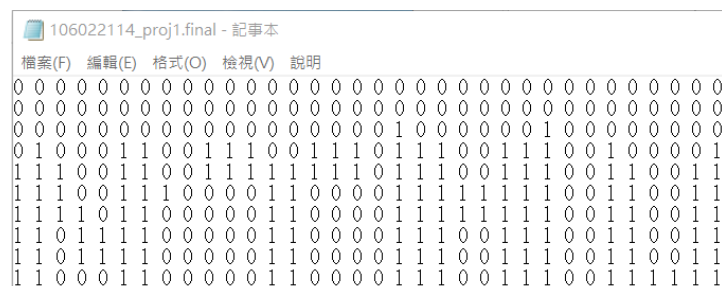 106022114_proj1.final - 記事本
檔案(F) 編輯(E) 格式(O) 檢視(V) 說明
0 0 0 0 0 0 0 0 0 0 0 0 0 0 0 0 0 0 0 0 0 0 0 0 0 0 0 0 0 0 0 0 0 0
0 0 0 0 0 0 0 0 0 0 0 0 0 0 0 0 0 0 0 0 0 0 0 0 0 0 0 0 0 0 0 0 0 0
0 0 0 0 0 0 0 0 0 0 0 0 0 0 0 0 0 0 1 0 0 0 0 0 0 1 0 0 0 0 0 0 0 0
0 1 0 0 0 1 1 0 0 1 1 1 0 0 1 1 1 0 1 1 1 0 0 1 1 1 0 0 1 0 0 0 0 1
1 1 1 0 0 1 1 0 0 1 1 1 1 1 1 1 1 0 1 1 1 0 0 1 1 1 0 0 1 1 0 0 1 1
1 1 1 0 0 1 1 1 0 0 0 0 1 1 0 0 0 0 1 1 1 1 1 1 1 1 0 0 1 1 0 0 1 1
1 1 1 1 0 1 1 0 0 0 0 0 1 1 0 0 0 0 1 1 1 1 1 1 1 1 0 0 1 1 0 0 1 1
1 1 0 1 1 1 1 0 0 0 0 0 1 1 0 0 0 0 1 1 1 0 0 1 1 1 0 0 1 1 0 0 1 1
1 1 0 1 1 1 1 0 0 0 0 0 1 1 0 0 0 0 1 1 1 0 0 1 1 1 0 0 1 1 0 0 1 1
1 1 0 0 0 1 1 0 0 0 0 0 1 1 0 0 0 0 1 1 1 0 0 1 1 1 0 0 1 1 1 1 1 1